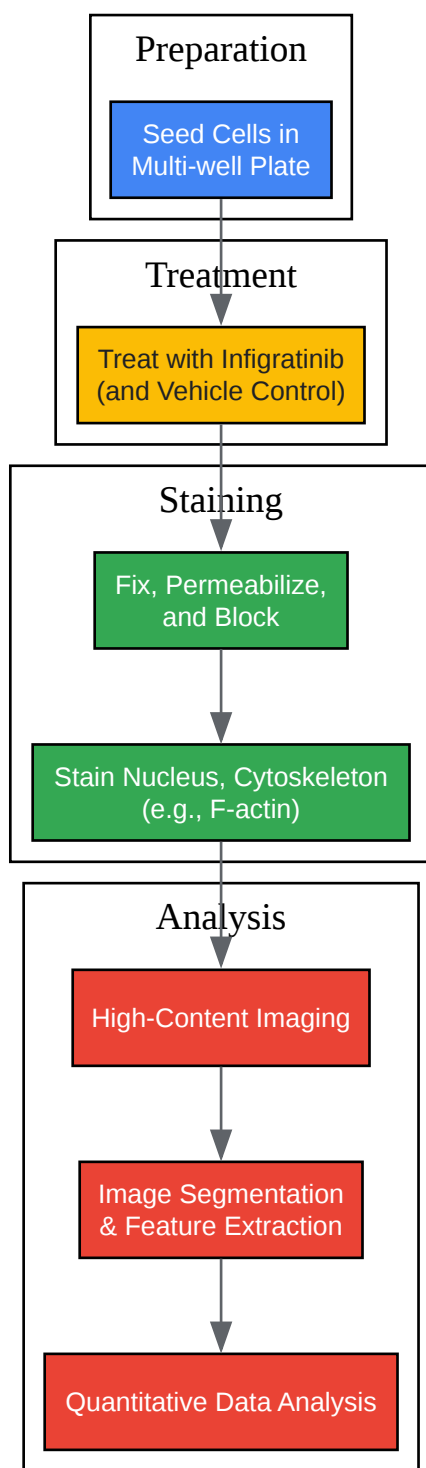 Preparation
Seed Cells in
Multi-well Plate
Treatment
Treat with Infigratinib
(and Vehicle Control)
Staining
Fix, Permeabilize,
and Block
Stain Nucleus, Cytoskeleton
(e.g., F-actin)
Analysis
High-Content Imaging
Image Segmentation
& Feature Extraction
Quantitative Data Analysis